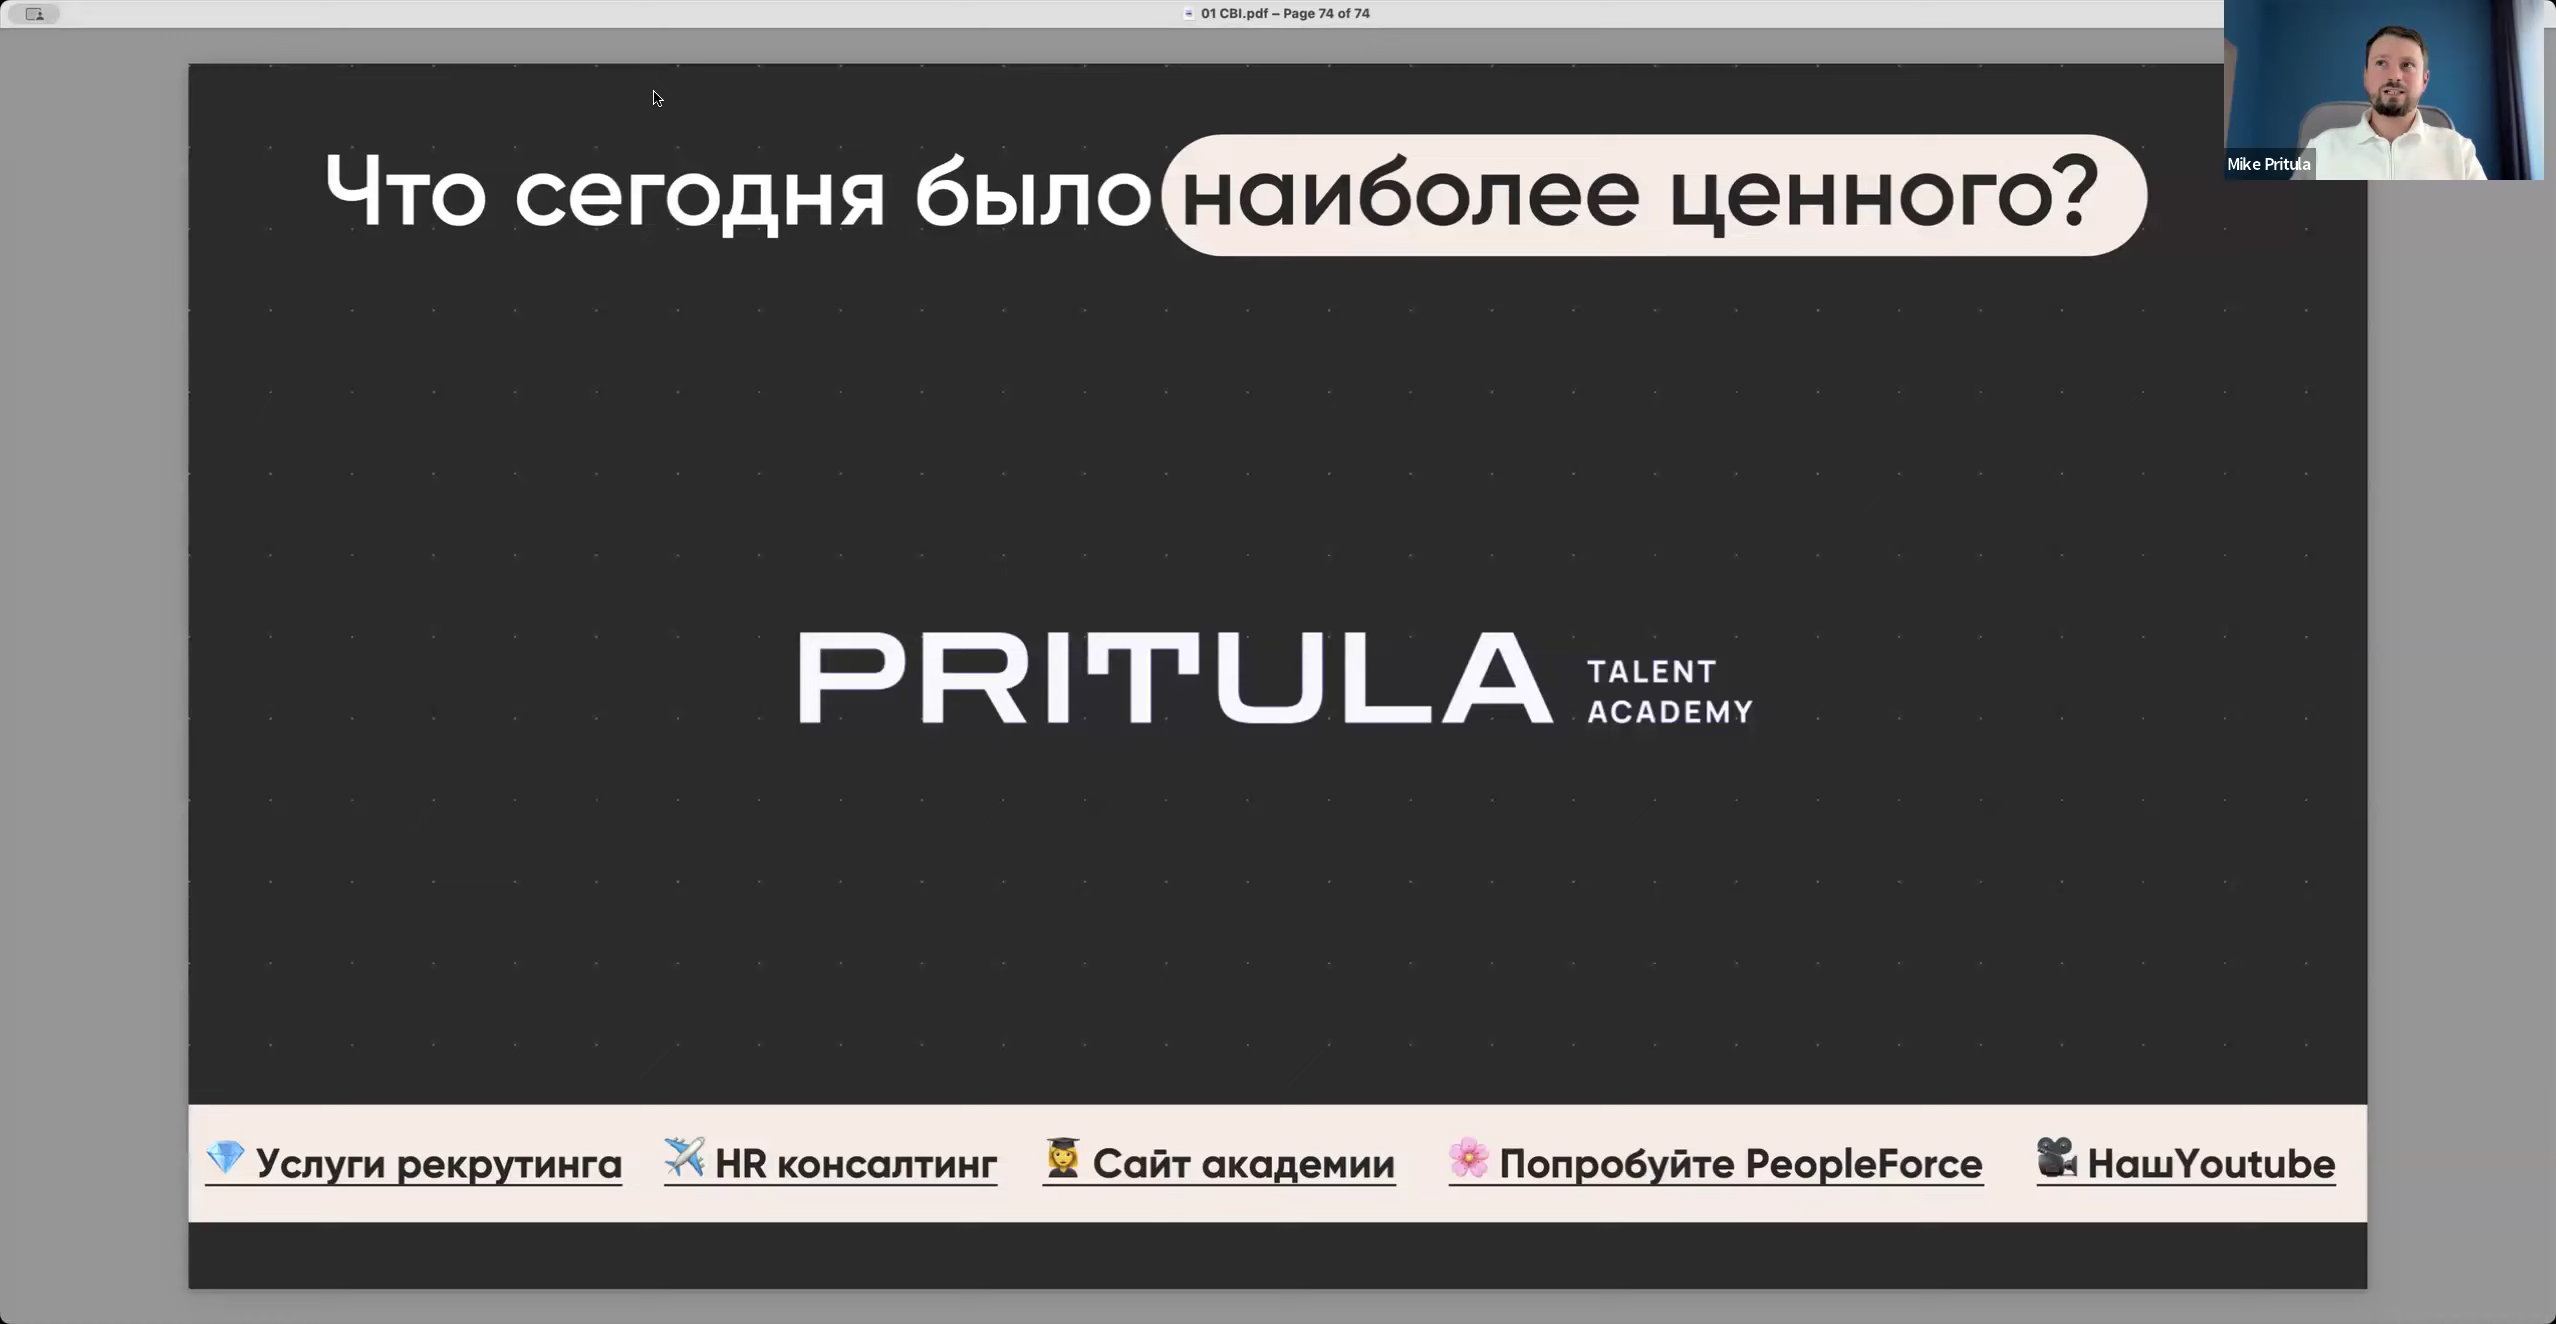 01 CBI.pdf – Page 74 of 74
Mike Pritula
Что сегодня было наиболее ценного?
PRITULA TALENT
ACADEMY
Услуги рекрутинга HR консалтинг Сайт академии Попробуйте PeopleForce НашYoutube